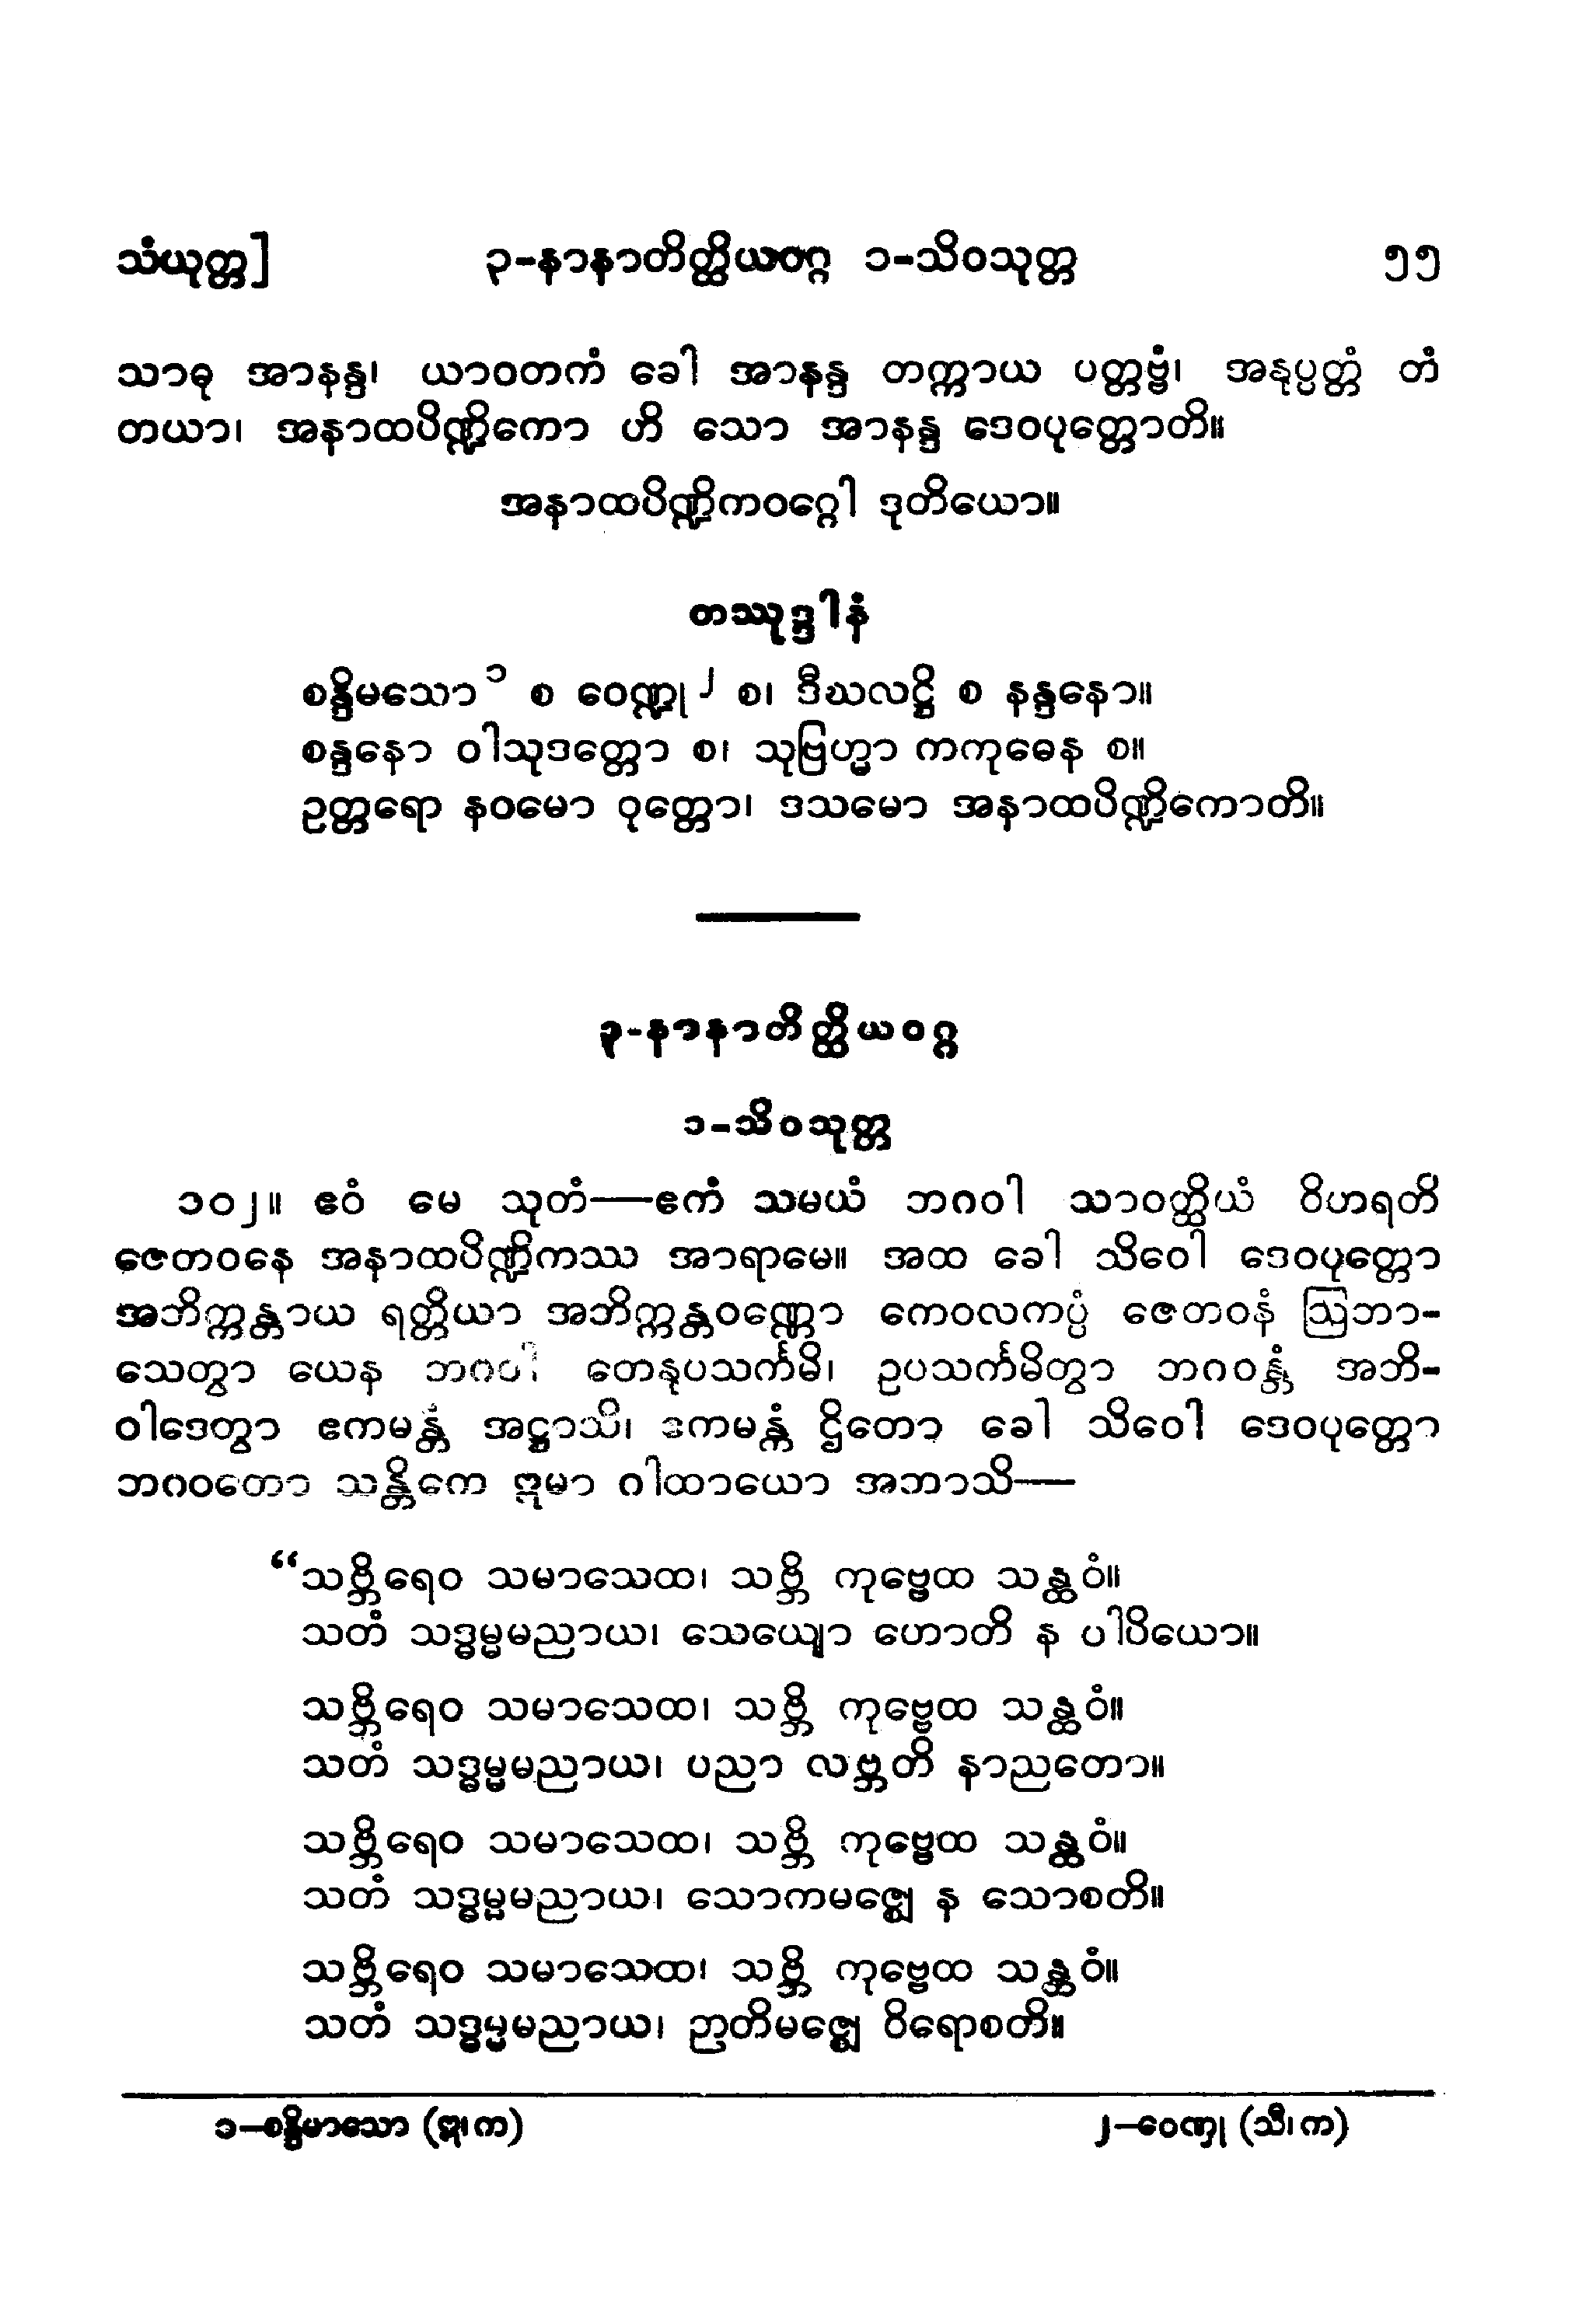 သံယုတ္တ] ၃-နာနာတိတ္ထိယဝဂ္ဂ ၁-သိဝသုတ္တ ၅၅
သာဓု အာနန္ဒ၊ ယာဝတကံ ခေါ အာနန္ဒ တက္ကာယ ပတ္တဗ္ဗံ၊ အနုပ္ပတ္တံ တံ
တယာ၊ အနာထပိဏ္ဍိကော ဟိ သော အာနန္ဒ ဒေဝပုတ္တောတိ။
အနာထပိဏ္ဍိကဝဂ္ဂေါ ဒုတိယော။
တဿုဒ္ဒါနံ
စန္ဒိမသော ၁ စ ဝေဏ္ဍု ၂ စ၊ ဒီဃလဋ္ဌိ စ နန္ဒနော။
စန္ဒနော ဝါသုဒတ္တော စ၊ သုဗြဟ္မာ ကကုဓေန စ။
ဥတ္တရော နဝမော ဝုတ္တော၊ ဒသမော အနာထပိဏ္ဍိကောတိ။
၃-နာနာတိတ္ထိယဝဂ္ဂ
၁-သိဝသုတ္တ
၁၀၂။ ဧဝံ မေ သုတံ—ဧကံ သမယံ ဘဂဝါ သာဝတ္ထိယံ ဝိဟရတိ
ဇေတဝနေ အနာထပိဏ္ဍိကဿ အာရာမေ။ အထ ခေါ သိဝေါ ဒေဝပုတ္တော
အဘိက္ကန္တာယ ရတ္တိယာ အဘိက္ကန္တဝဏ္ဏော ကေဝလကပ္ပံ ဇေတဝနံ ဩဘာ-
သေတွာ ယေန ဘဂဝါ တေနုပသင်္ကမိ၊ ဥပသင်္ကမိတွာ ဘဂဝန္တံ အဘိ-
ဝါဒေတွာ ဧကမန္တံ အဋ္ဌာသိ၊ ဧကမန္တံ ဌိတော ခေါ သိဝေါ ဒေဝပုတ္တော
ဘဂဝတော သန္တိကေ ဣမာ ဂါထာယော အဘာသိ—
“သဗ္ဘိရေဝ သမာသေထ၊ သဗ္ဘိ ကုဗ္ဗေထ သန္ထဝံ။
သတံ သဒ္ဓမ္မမညာယ၊ သေယျော ဟောတိ န ပါပိယော။
သဗ္ဘိရေဝ သမာသေထ၊ သဗ္ဘိ ကုဗ္ဗေထ သန္ထဝံ။
သတံ သဒ္ဓမ္မမညာယ၊ ပညာ လဗ္ဘတိ နာညတော။
သဗ္ဘိရေဝ သမာသေထ၊ သဗ္ဘိ ကုဗ္ဗေထ သန္ထဝံ။
သတံ သဒ္ဓမ္မမညာယ၊ သောကမဇ္ဈေ န သောစတိ။
သဗ္ဘိရေဝ သမာသေထ၊ သဗ္ဘိ ကုဗ္ဗေထ သန္ထဝံ။
သတံ သဒ္ဓမ္မမညာယ၊ ဉာတိမဇ္ဈေ ဝိရောစတိ။
၁—စန္ဒိမာသော (ဣ၊ က) ၂—ဝေဏှု (သီ၊ က)